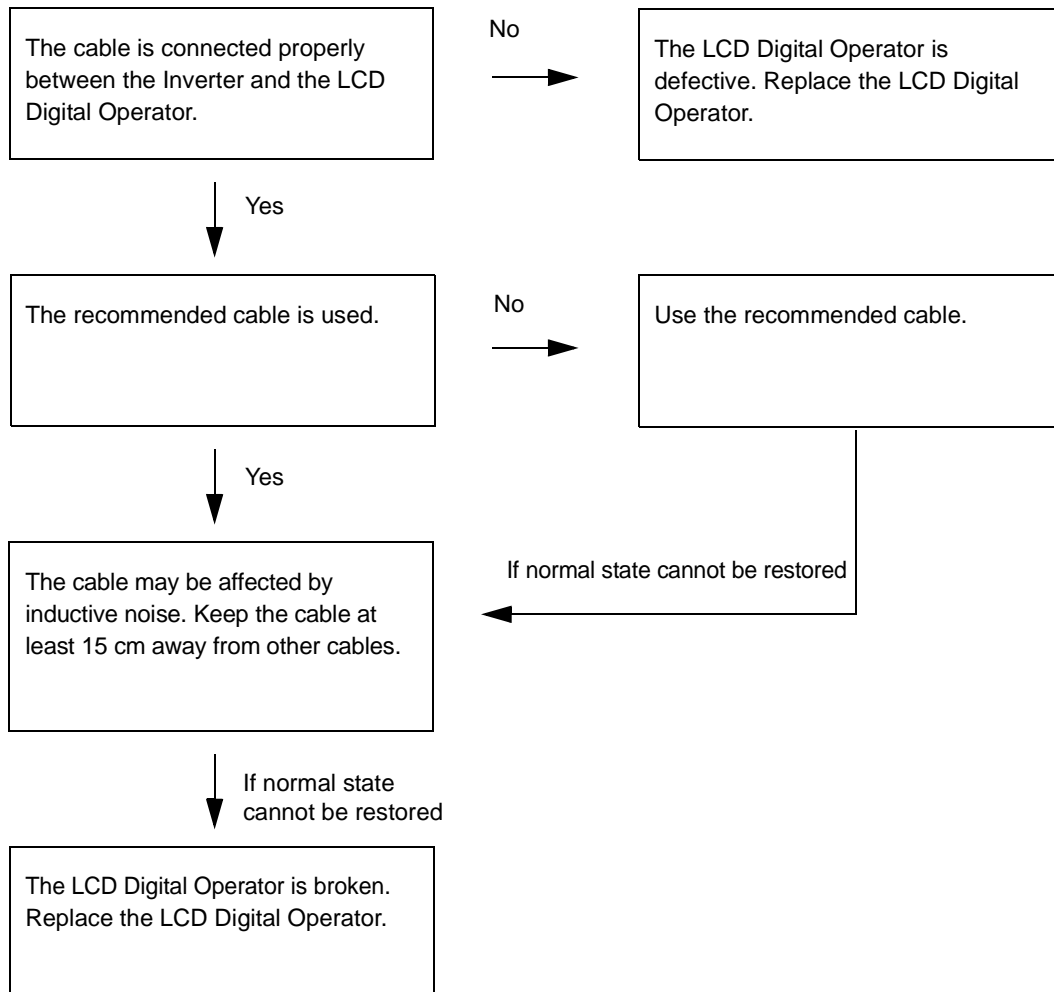 The cable is connected properly
between the Inverter and the LCD
Digital Operator.
No
The LCD Digital Operator is
defective. Replace the LCD Digital
Operator.
Yes
The recommended cable is used.
No
Use the recommended cable.
Yes
The cable may be affected by
inductive noise. Keep the cable at
least 15 cm away from other cables.
If normal state cannot be restored
If normal state
cannot be restored
The LCD Digital Operator is broken.
Replace the LCD Digital Operator.